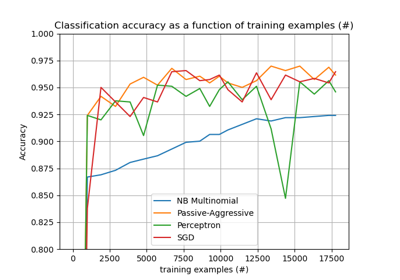 Classification accuracy as a function of training examples (#)
1.000
0.975
0.950
0.925
0.900
0.875
0.850
0.825
0.800
Accuracy
NB Multinomial
Passive-Aggressive
Perceptron
SGD
0 2500 5000 7500 10000 12500 15000 17500
training examples (#)